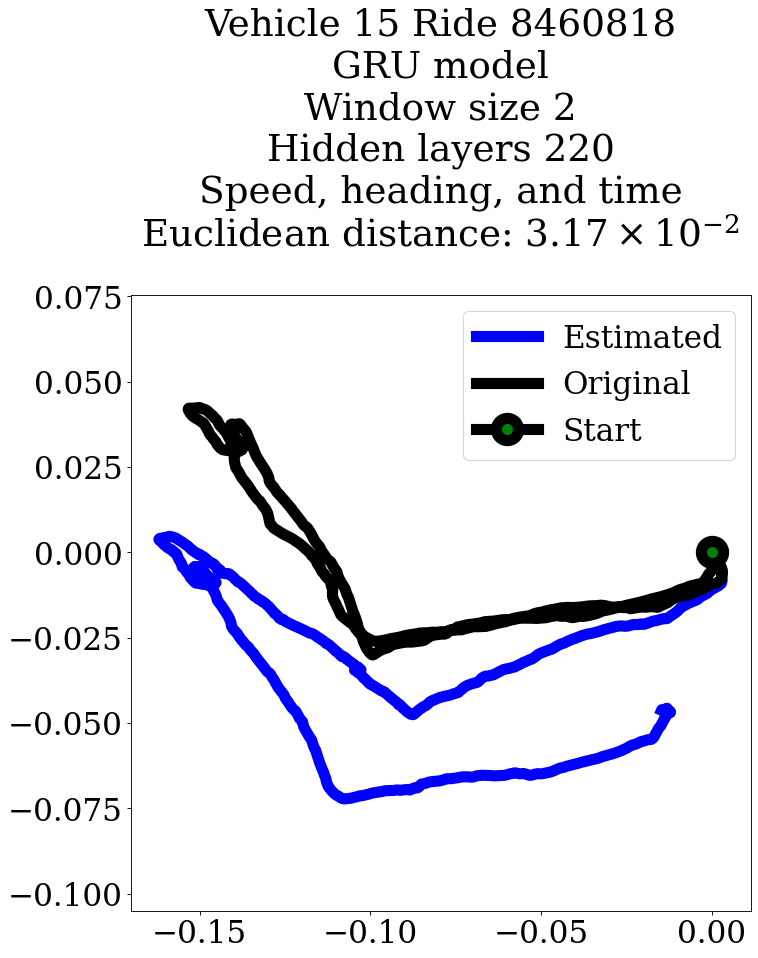 Vehicle 15 Ride 8460818
GRU model
Window size 2
Hidden layers 220
Speed, heading, and time
Euclidean distance: 3.17 × 10⁻²
Estimated
Original
Start
0.075
0.050
0.025
0.000
−0.025
−0.050
−0.075
−0.100
−0.15 −0.10 −0.05 0.00